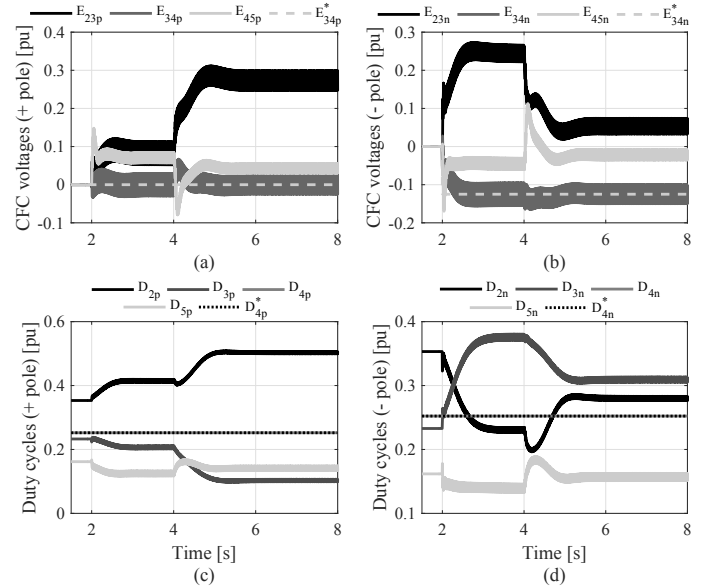 E23p E34p E45p E*34p
CFC voltages (+ pole) [pu]
0.4
0.3
0.2
0.1
0
-0.1
2 4 6 8
(a)
E23n E34n E45n E*34n
CFC voltages (- pole) [pu]
0.3
0.2
0.1
0
-0.1
-0.2
2 4 6 8
(b)
D2p D3p D4p
D5p D*4p
Duty cycles (+ pole) [pu]
0.6
0.4
0.2
0
2 4 6 8
Time [s]
(c)
D2n D3n D4n
D5n D*4n
Duty cycles (- pole) [pu]
0.4
0.3
0.2
0.1
2 4 6 8
Time [s]
(d)